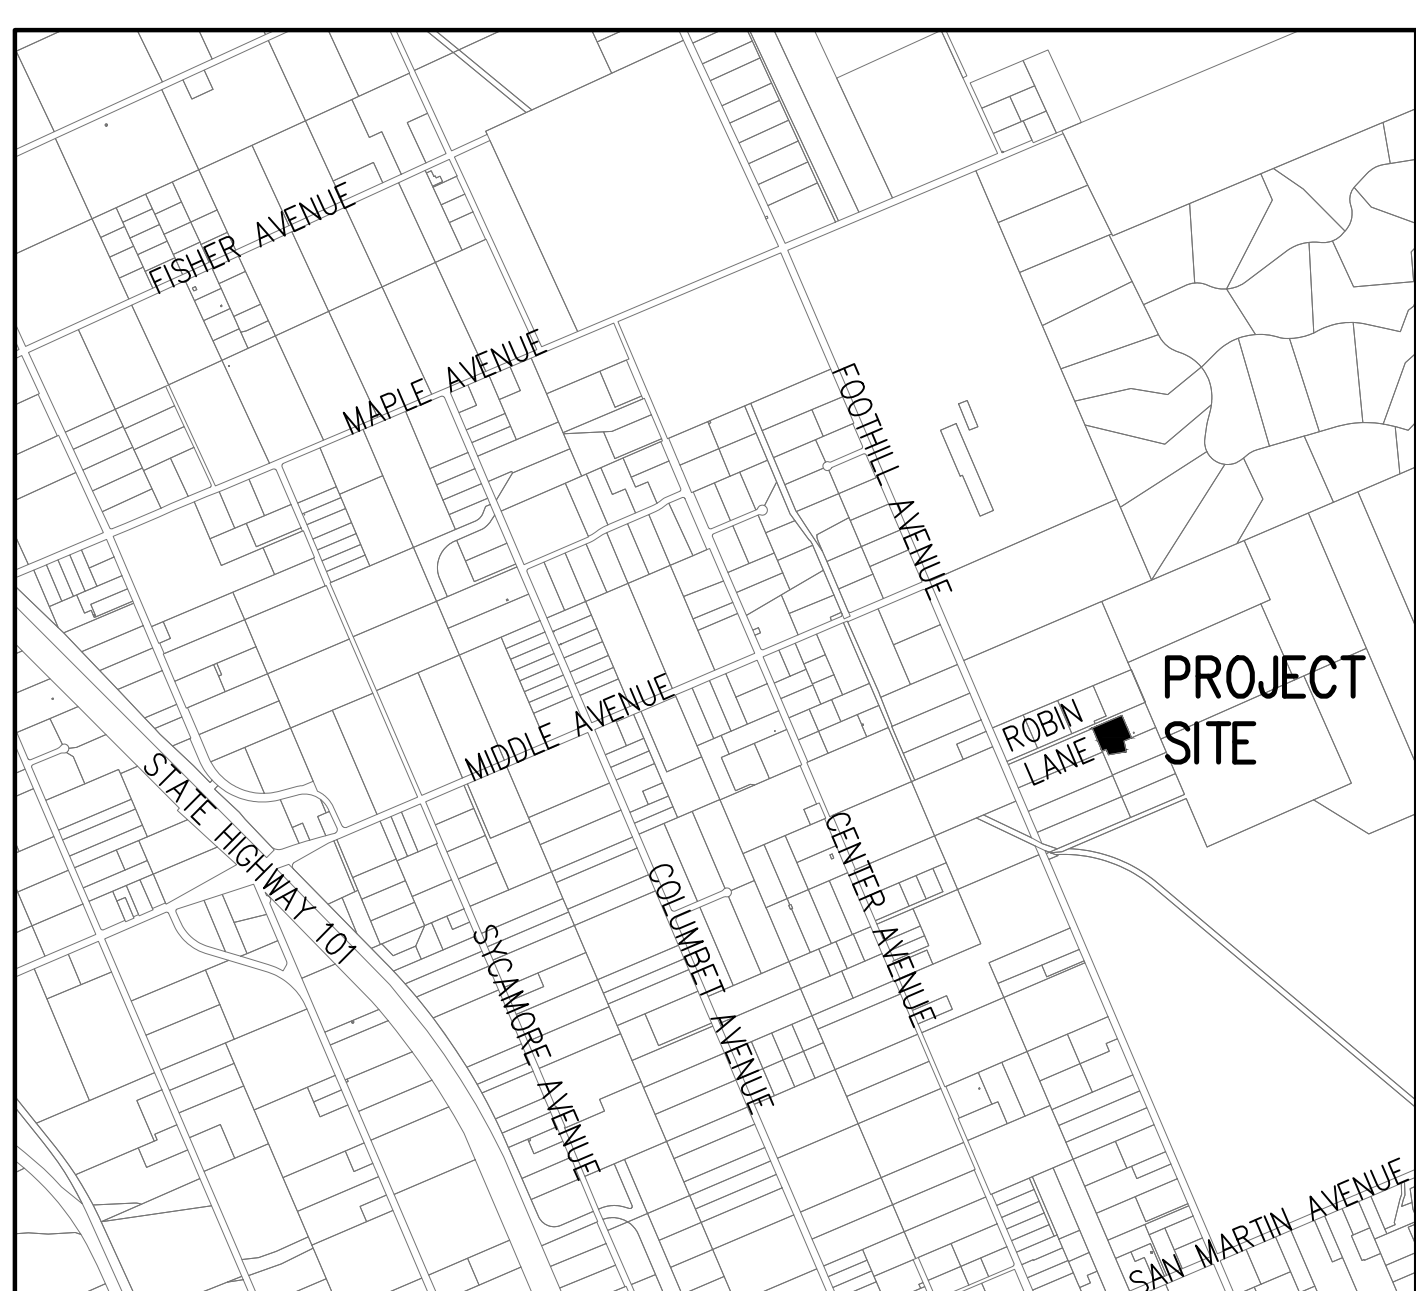 FISHER AVENUE
MAPLE AVENUE
FOOTHILL AVENUE
PROJECT
SITE
ROBIN
LANE
MIDDLE AVENUE
STATE HIGHWAY 101
CENTER AVENUE
COLUMBET AVENUE
SYCAMORE AVENUE
SAN MARTIN AVENUE